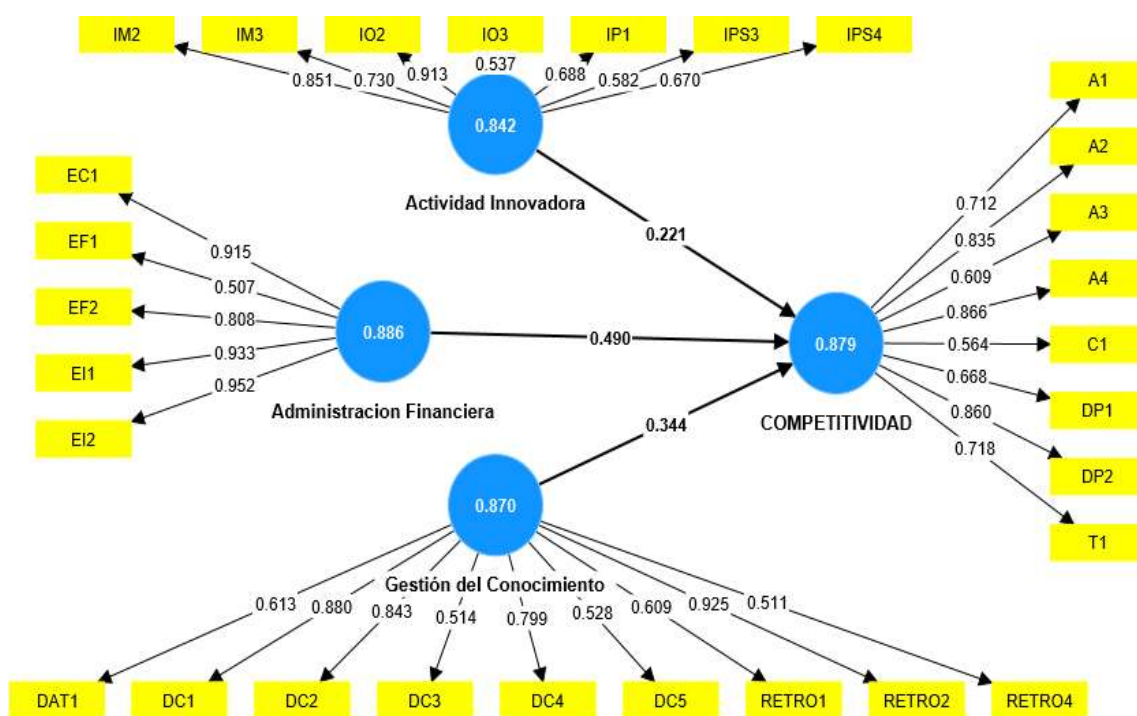 IM2
IM3
IO2
IO3
IP1
IPS3
IPS4
0.851
0.730
0.913
0.537
0.688
0.582
0.670
0.842
Actividad Innovadora
EC1
EF1
EF2
EI1
EI2
0.915
0.507
0.808
0.933
0.952
0.886
Administracion Financiera
0.221
0.490
0.344
0.879
COMPETITIVIDAD
0.712
0.835
0.609
0.866
0.564
0.668
0.860
0.718
A1
A2
A3
A4
C1
DP1
DP2
T1
0.870
Gestión del Conocimiento
0.613
0.880
0.843
0.514
0.799
0.528
0.609
0.925
0.511
DAT1
DC1
DC2
DC3
DC4
DC5
RETRO1
RETRO2
RETRO4